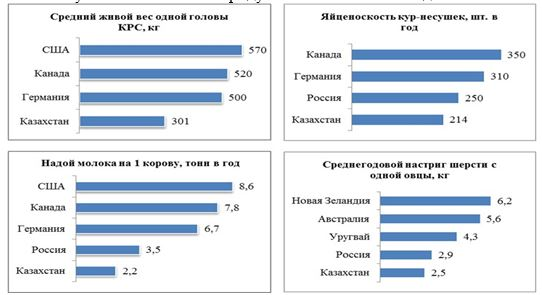 Средний живой вес одной головы
КРС, кг
США 570
Канада 520
Германия 500
Казахстан 301
Яйценоскость кур-несушек, шт. в
год
Канада 350
Германия 310
Россия 250
Казахстан 214
Надой молока на 1 корову, тонн в год
США 8,6
Канада 7,8
Германия 6,7
Россия 3,5
Казахстан 2,2
Среднегодовой настриг шерсти с
одной овцы, кг
Новая Зеландия 6,2
Австралия 5,6
Уругвай 4,3
Россия 2,9
Казахстан 2,5